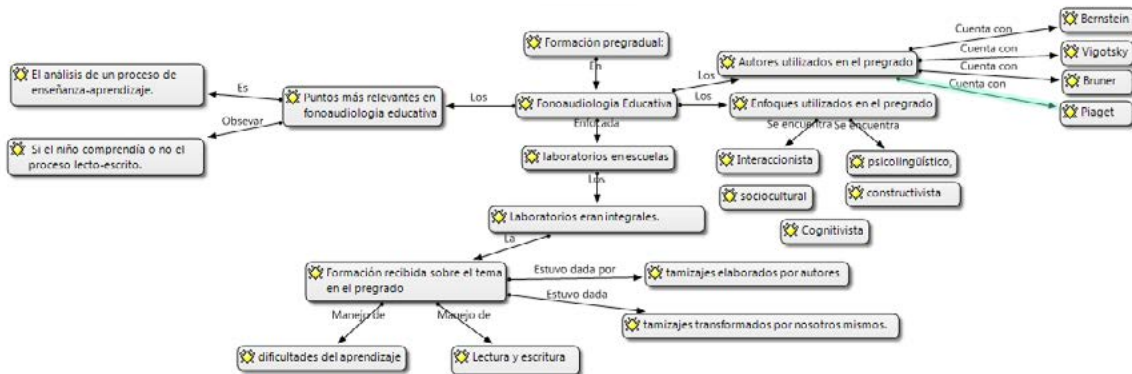 Formación pregradual:
En
Fonoaudiología Educativa
Los
Puntos más relevantes en
fonoaudiología educativa
Es
El análisis de un proceso de
enseñanza-aprendizaje.
Obsevar
Si el niño comprendía o no el
proceso lecto-escrito.
Los
Autores utilizados en el pregrado
Cuenta con
Bernstein
Cuenta con
Vigotsky
Cuenta con
Bruner
Cuenta con
Piaget
Los
Enfoques utilizados en el pregrado
Se encuentra
Se encuentra
Interaccionista
psicolingüístico,
sociocultural
constructivista
Cognitivista
Enfocada
laboratorios en escuelas
Los
Laboratorios eran integrales.
La
Formación recibida sobre el tema
en el pregrado
Estuvo dada por
tamizajes elaborados por autores
Estuvo dada
tamizajes transformados por nosotros mismos.
Manejo de
Manejo de
dificultades del aprendizaje
Lectura y escritura